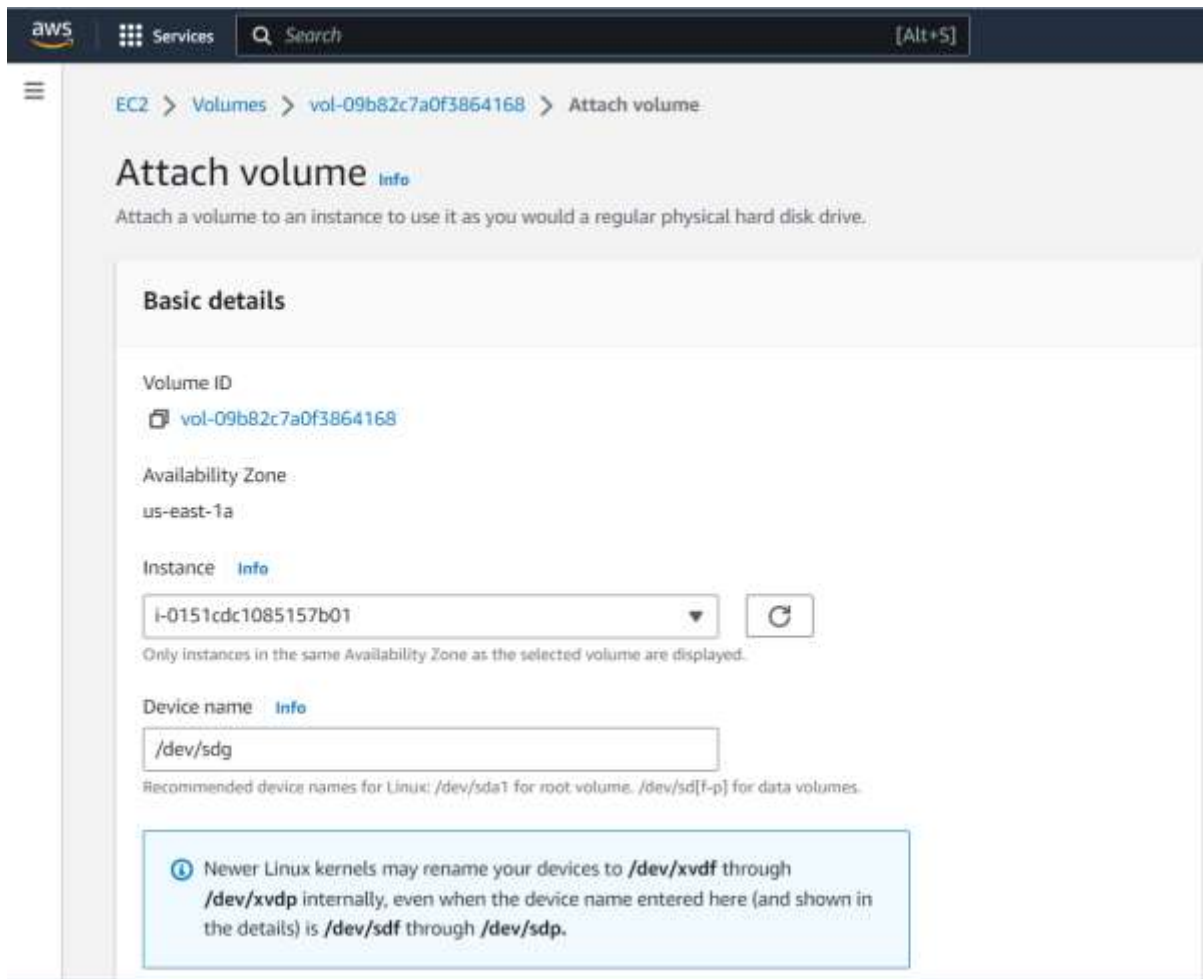 aws
Services
Search
[Alt+S]
EC2 > Volumes > vol-09b82c7a0f3864168 > Attach volume
Attach volume Info
Attach a volume to an instance to use it as you would a regular physical hard disk drive.
Basic details
Volume ID
vol-09b82c7a0f3864168
Availability Zone
us-east-1a
Instance Info
i-0151cdc1085157b01
Only instances in the same Availability Zone as the selected volume are displayed.
Device name Info
/dev/sdg
Recommended device names for Linux: /dev/sda1 for root volume. /dev/sd[f-p] for data volumes.
Newer Linux kernels may rename your devices to /dev/xvdf through
/dev/xvdp internally, even when the device name entered here (and shown in
the details) is /dev/sdf through /dev/sdp.